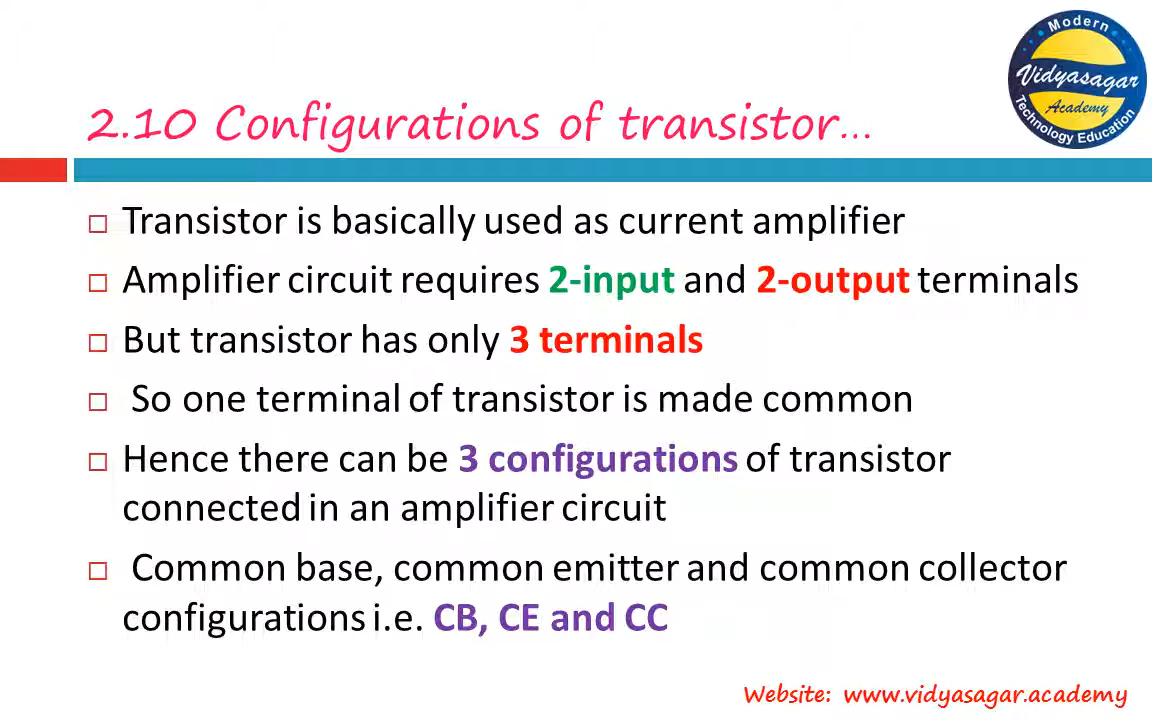 Modern
Vidyasagar
Academy
Technology Education
2.10 Configurations of transistor...
Transistor is basically used as current amplifier
Amplifier circuit requires 2-input and 2-output terminals
But transistor has only 3 terminals
So one terminal of transistor is made common
Hence there can be 3 configurations of transistor
connected in an amplifier circuit
Common base, common emitter and common collector
configurations i.e. CB, CE and CC
Website: www.vidyasagar.academy